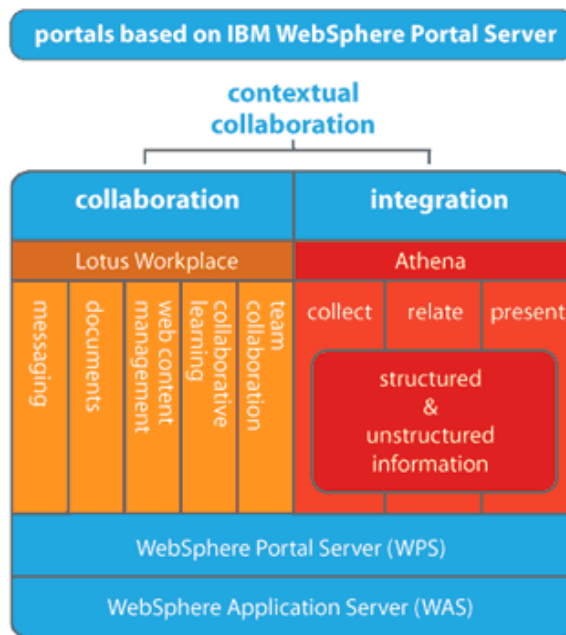 portals based on IBM WebSphere Portal Server
contextual
collaboration
collaboration
integration
Lotus Workplace
Athena
messaging
documents
web content
management
collaborative
learning
team
collaboration
collect
relate
present
structured
&
unstructured
information
WebSphere Portal Server (WPS)
WebSphere Application Server (WAS)